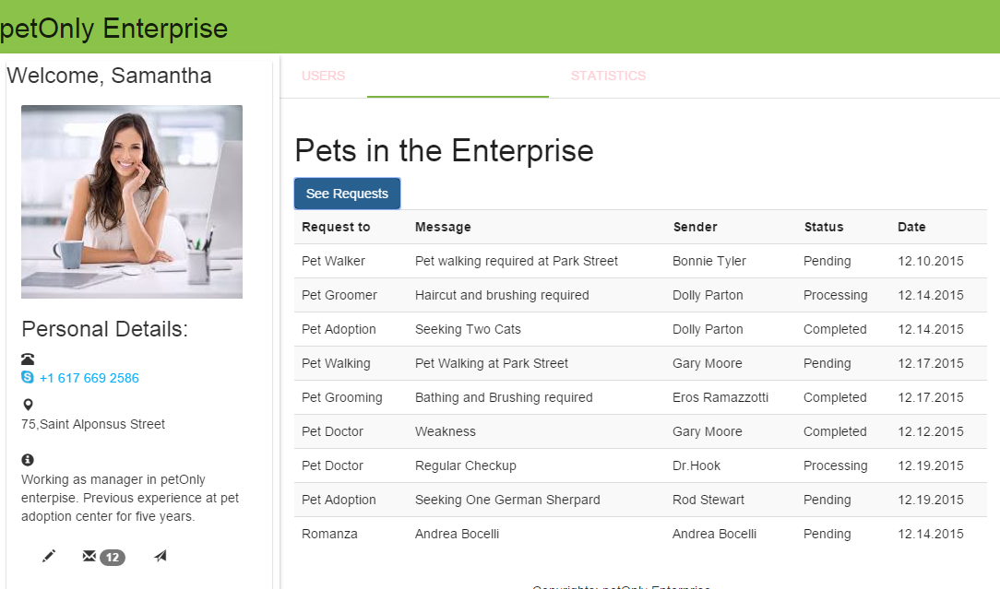 petOnly Enterprise
Welcome, Samantha
Personal Details:
+1 617 669 2586
75,Saint Alponsus Street
Working as manager in petOnly
enterpise. Previous experience at pet
adoption center for five years.
12
USERS STATISTICS
Pets in the Enterprise
See Requests
Request to Message Sender Status Date
Pet Walker Pet walking required at Park Street Bonnie Tyler Pending 12.10.2015
Pet Groomer Haircut and brushing required Dolly Parton Processing 12.14.2015
Pet Adoption Seeking Two Cats Dolly Parton Completed 12.14.2015
Pet Walking Pet Walking at Park Street Gary Moore Pending 12.17.2015
Pet Grooming Bathing and Brushing required Eros Ramazzotti Completed 12.17.2015
Pet Doctor Weakness Gary Moore Completed 12.12.2015
Pet Doctor Regular Checkup Dr.Hook Processing 12.19.2015
Pet Adoption Seeking One German Sherpard Rod Stewart Pending 12.19.2015
Romanza Andrea Bocelli Andrea Bocelli Pending 12.14.2015
Copyrights: petOnly Enterprise